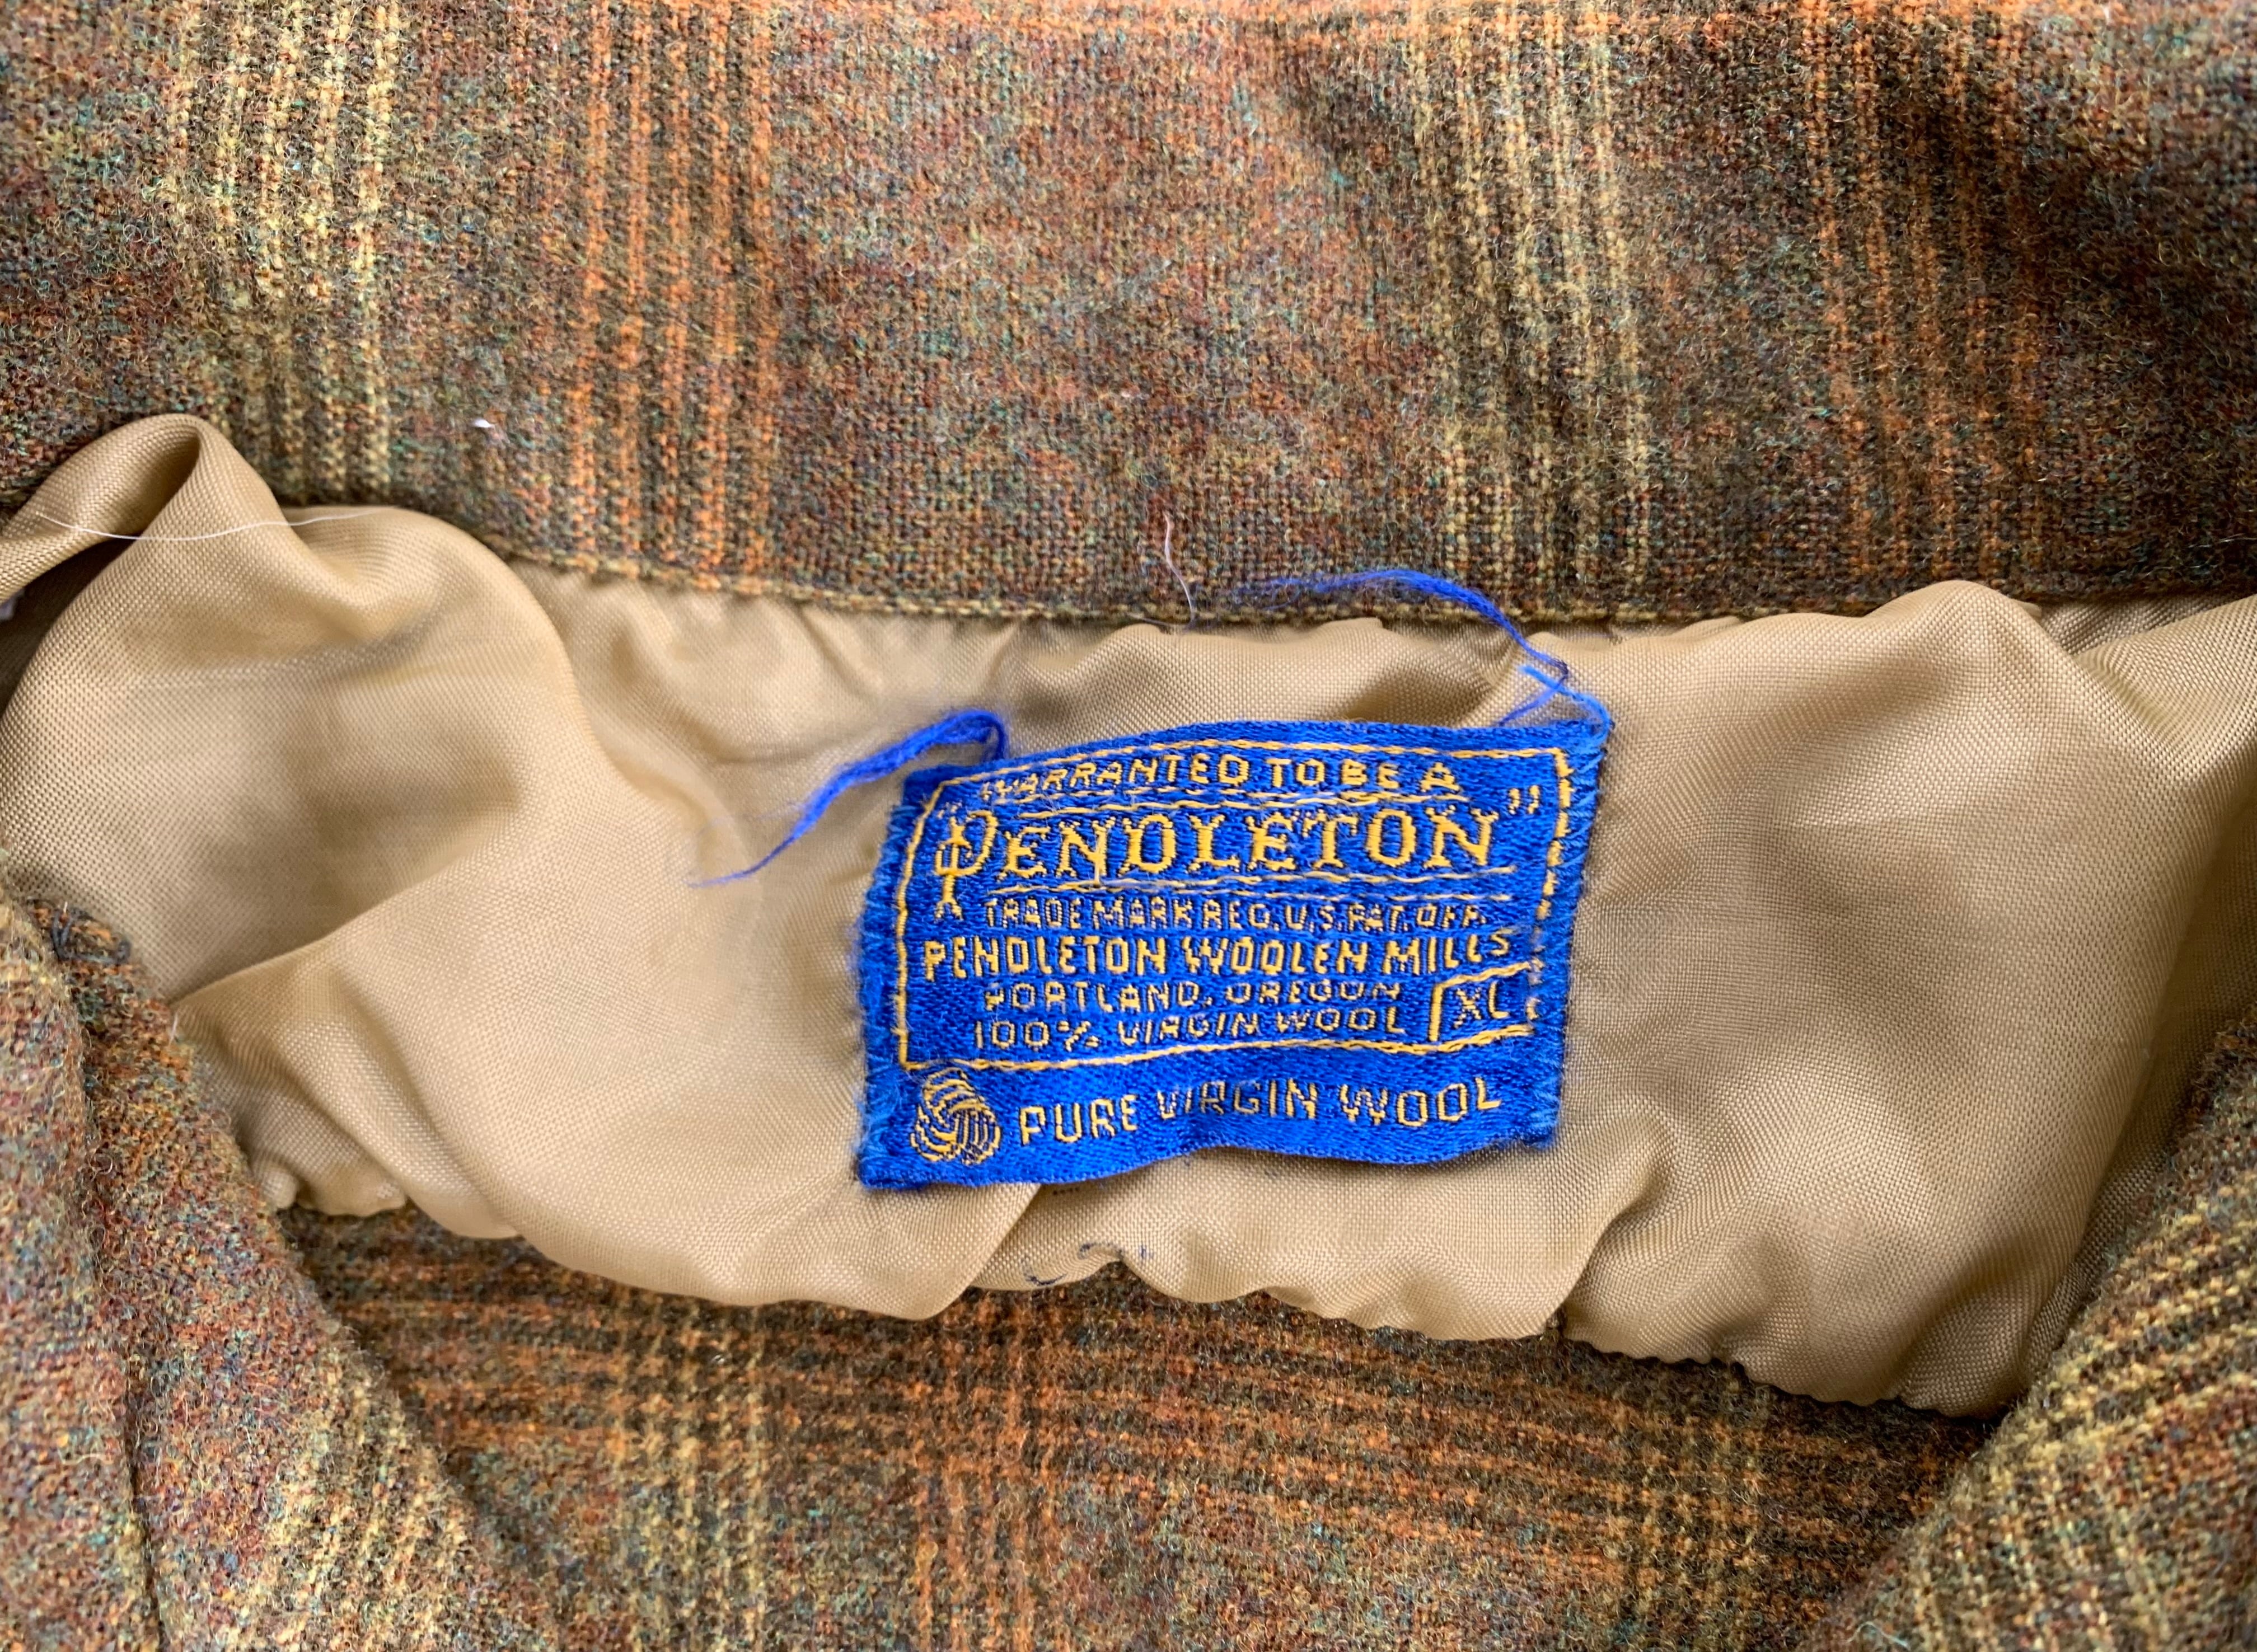 WARRANTED TO BE A
"PENDLETON"
TRADE MARK REG. U.S. PAT. OFF.
PENDLETON WOOLEN MILLS
PORTLAND, OREGON
100% VIRGIN WOOL XL
PURE VIRGIN WOOL